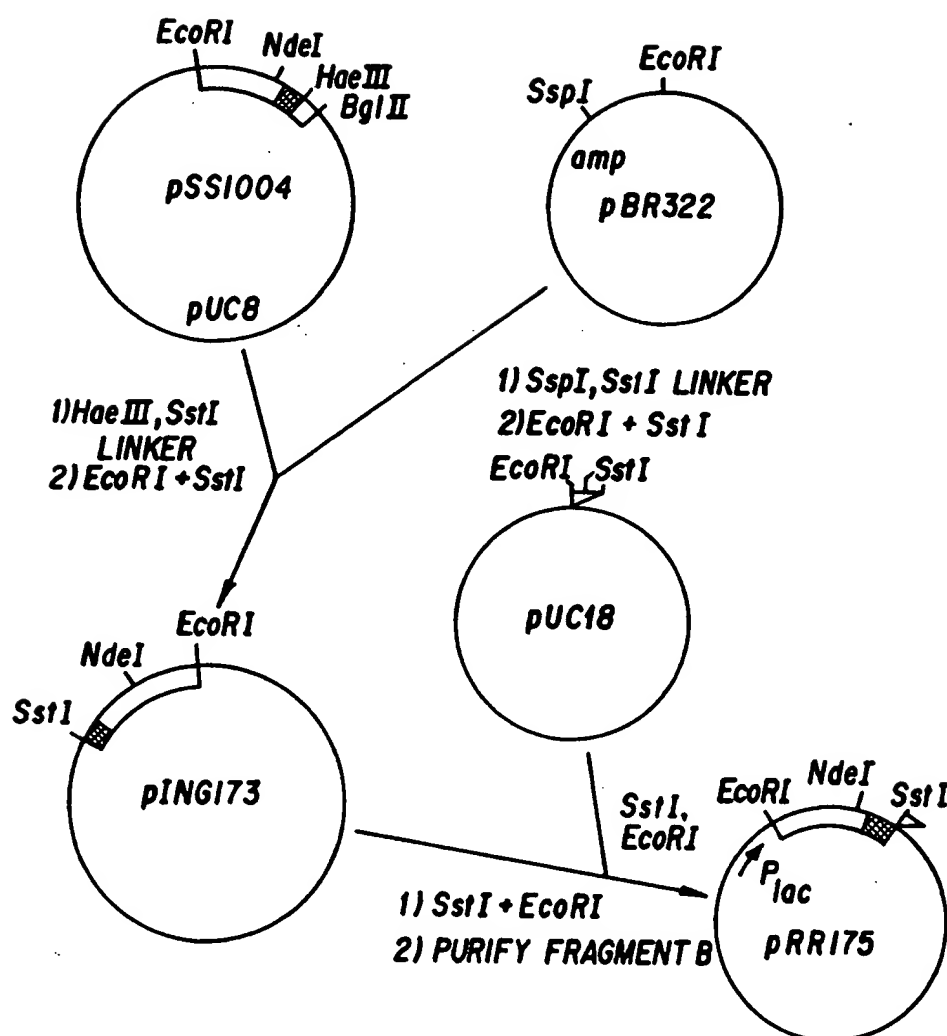 EcoRI
NdeI
HaeIII
BglII
pSS1004
pUC8
EcoRI
SspI
amp
pBR322
1)HaeIII,SstI
LINKER
2)EcoRI+SstI
1) SspI,SstI LINKER
2)EcoRI + SstI
EcoRI
SstI
pUC18
EcoRI
NdeI
SstI
pING173
SstI,
EcoRI
1) SstI+EcoRI
2) PURIFY FRAGMENT B
EcoRI
NdeI
SstI
Plac
pRR175